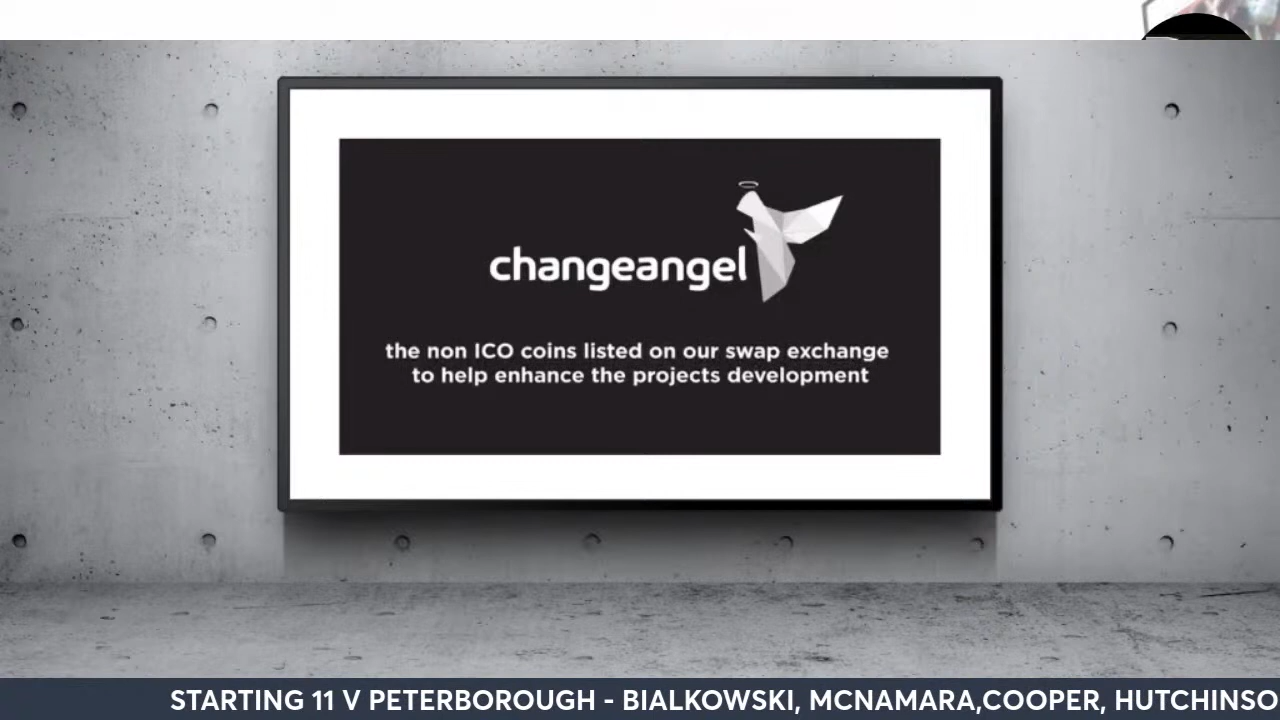 changeangel
the non ICO coins listed on our swap exchange
to help enhance the projects development
STARTING 11 V PETERBOROUGH - BIALKOWSKI, MCNAMARA,COOPER, HUTCHINSO